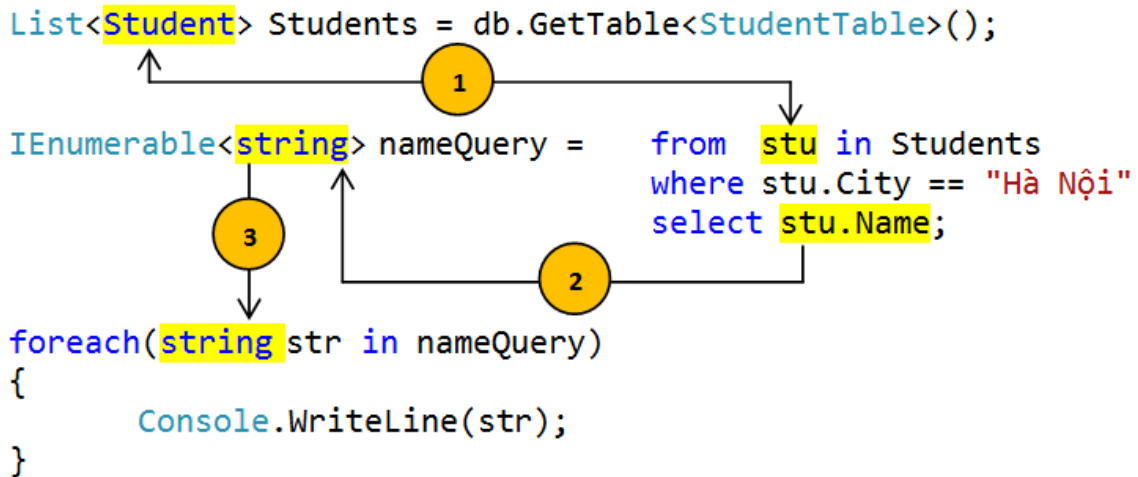 List<Student> Students = db.GetTable<StudentTable>();
1
IEnumerable<string> nameQuery = from stu in Students
where stu.City == "Hà Nội"
select stu.Name;
3
2
foreach(string str in nameQuery)
{
Console.WriteLine(str);
}